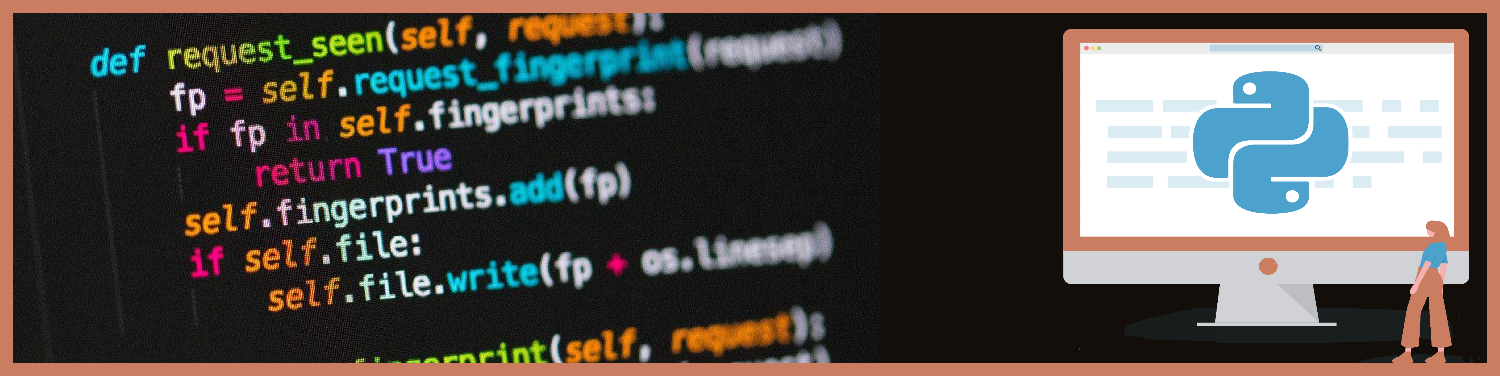 def request_seen(self, request):
fp = self.request_fingerprint(request)
if fp in self.fingerprints:
return True
self.fingerprints.add(fp)
if self.file:
self.file.write(fp + os.linesep)
fingerprint(self, request):
request)